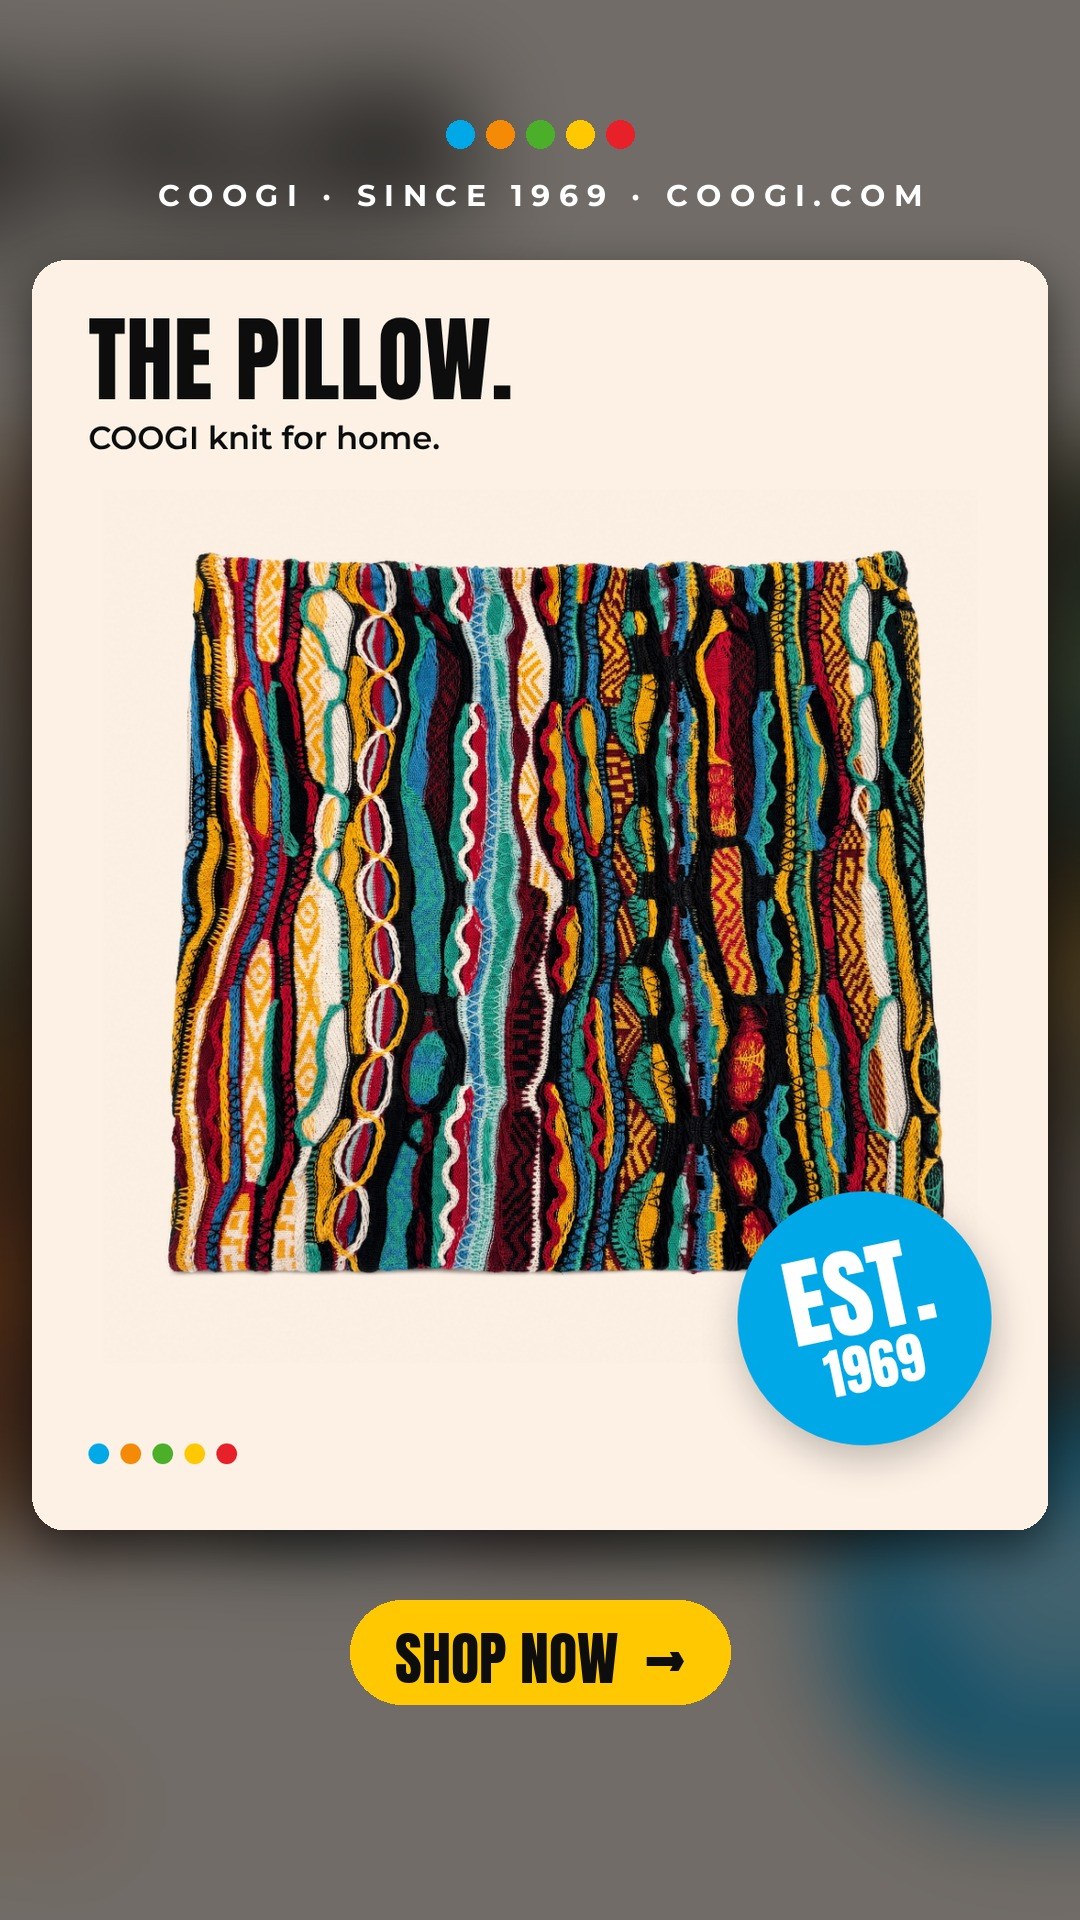 COOGI · SINCE 1969 · COOGI.COM
THE PILLOW.
COOGI knit for home.
EST.
1969
SHOP NOW →